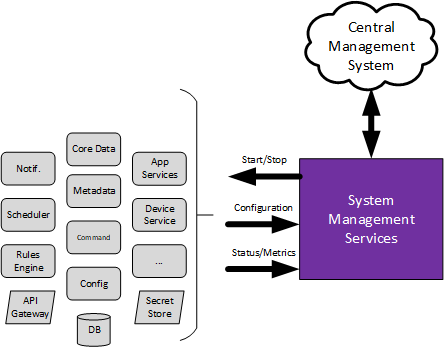 Central
Management
System
Core Data
Notif.
App
Services
Metadata
Start/Stop
Scheduler
Device
Service
Configuration
System
Management
Services
Command
Rules
Engine
...
Status/Metrics
Config
API
Gateway
Secret
Store
DB